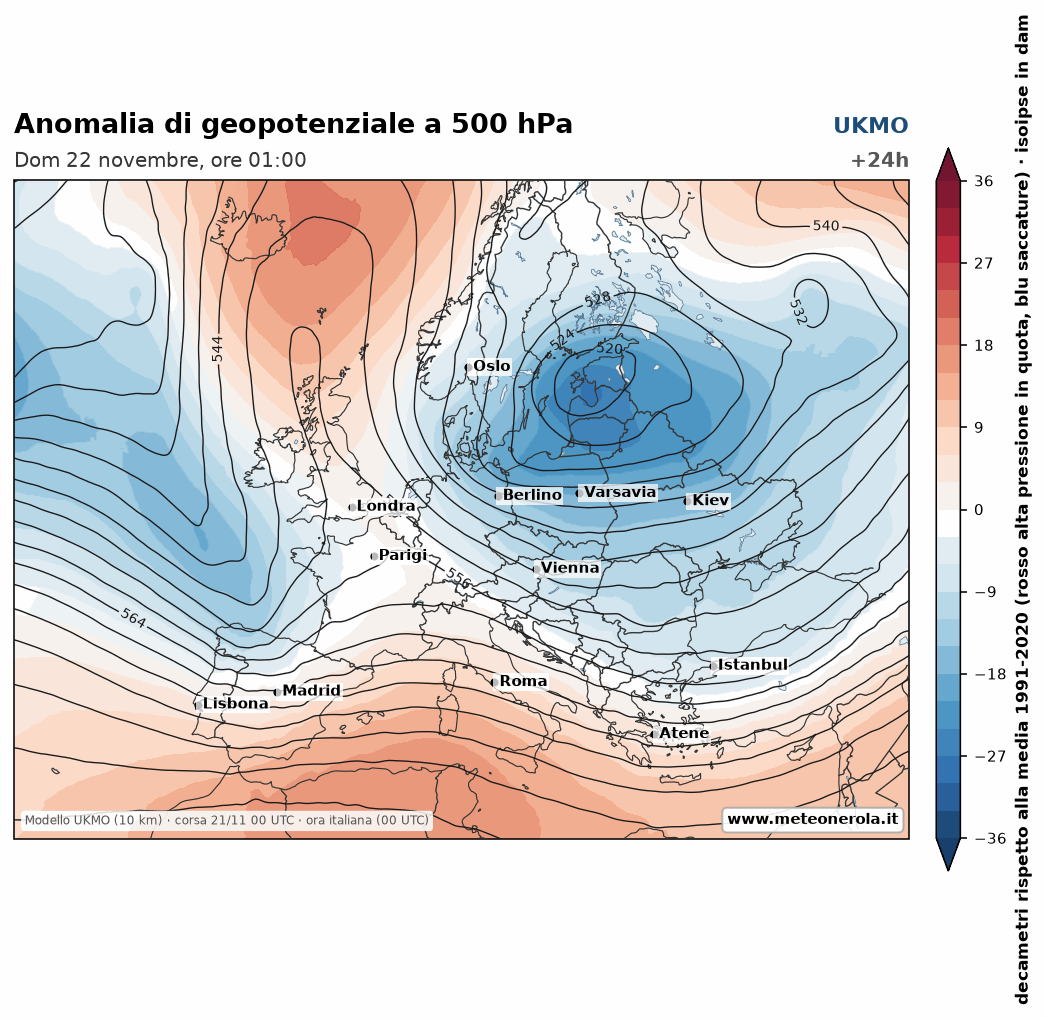 Anomalia di geopotenziale a 500 hPa
UKMO
Dom 22 novembre, ore 01:00
+24h
decametri rispetto alla media 1991-2020 (rosso alta pressione in quota, blu saccature) · isoipse in dam
36
27
18
9
0
−9
−18
−27
−36
540
532
528
524
520
544
556
564
Oslo
Londra
Berlino
Varsavia
Kiev
Parigi
Vienna
Istanbul
Roma
Madrid
Lisbona
Atene
Modello UKMO (10 km) · corsa 21/11 00 UTC · ora italiana (00 UTC)
www.meteonerola.it